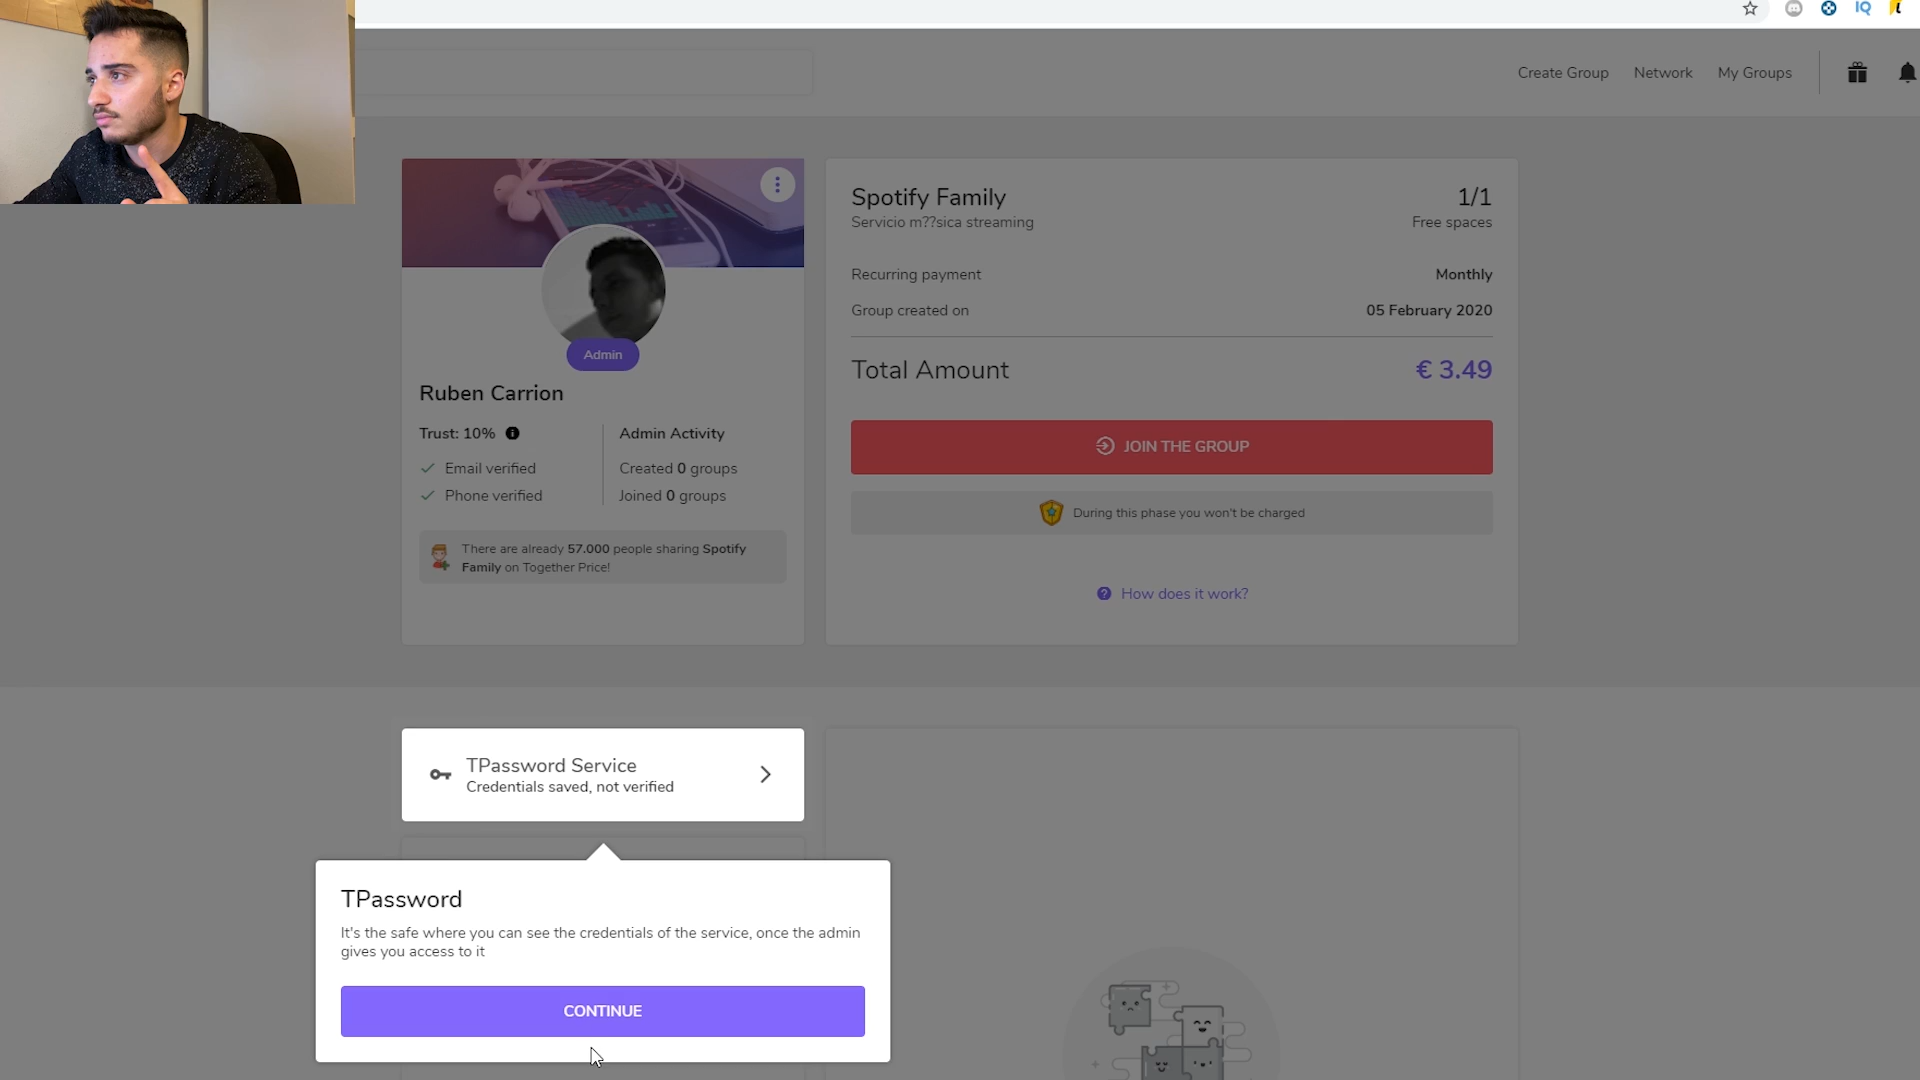 IQ
Create Group
Network
My Groups
Admin
Ruben Carrion
Trust: 10%
Email verified
Phone verified
Admin Activity
Created 0 groups
Joined 0 groups
There are already 57.000 people sharing Spotify
Family on Together Price!
Spotify Family
1/1
Servicio m??sica streaming
Free spaces
Recurring payment
Monthly
Group created on
05 February 2020
Total Amount
€ 3.49
JOIN THE GROUP
During this phase you won't be charged
How does it work?
TPassword Service
Credentials saved, not verified
TPassword
It's the safe where you can see the credentials of the service, once the admin
gives you access to it
CONTINUE